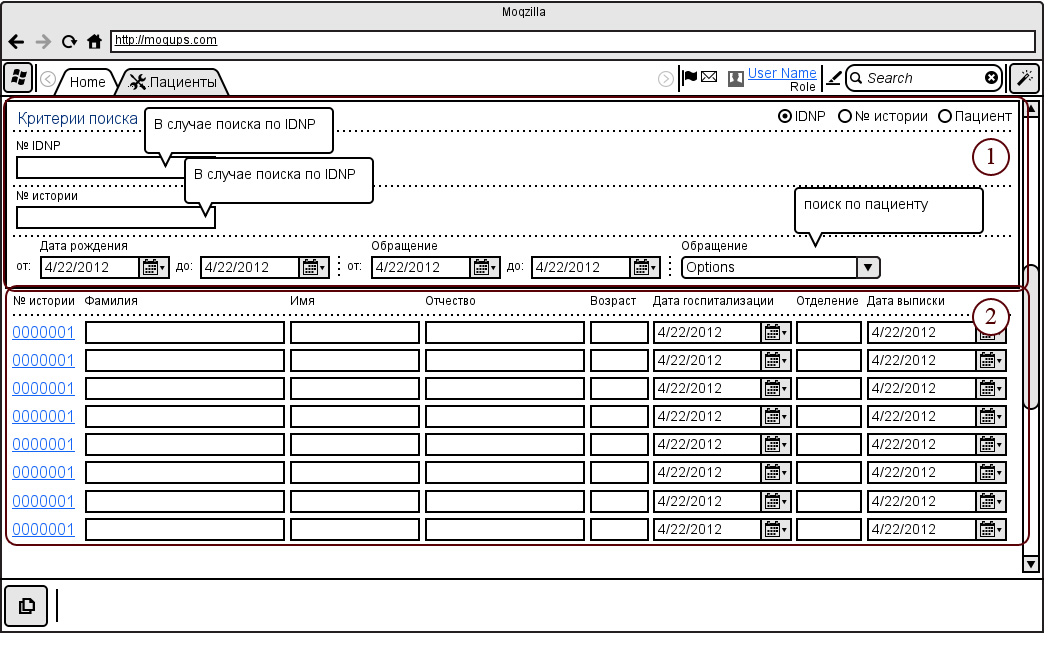 Moqzilla
http://moqups.com
Home
Пациенты
User Name
Role
Search
Критерии поиска
В случае поиска по IDNP
IDNP
№ истории
Пациент
№ IDNP
1
В случае поиска по IDNP
№ истории
поиск по пациенту
Дата рождения
Обращение
Обращение
от: 4/22/2012 до: 4/22/2012 от: 4/22/2012 до: 4/22/2012 Options
№ истории Фамилия Имя Отчество Возраст Дата госпитализации Отделение Дата выписки
2
0000001 4/22/2012 4/22/2012
0000001 4/22/2012 4/22/2012
0000001 4/22/2012 4/22/2012
0000001 4/22/2012 4/22/2012
0000001 4/22/2012 4/22/2012
0000001 4/22/2012 4/22/2012
0000001 4/22/2012 4/22/2012
0000001 4/22/2012 4/22/2012